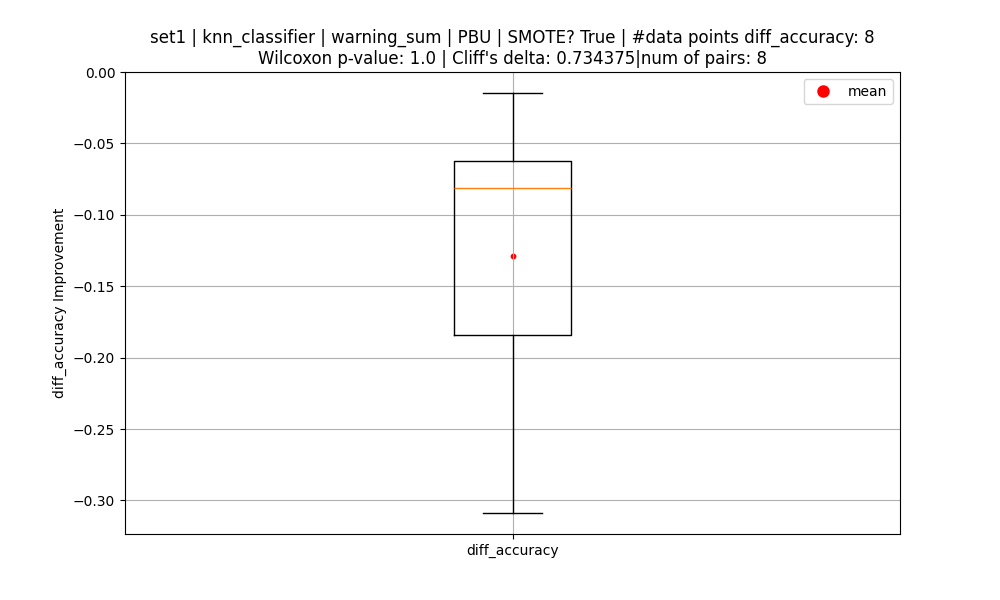 set1 | knn_classifier | warning_sum | PBU | SMOTE? True | #data points diff_accuracy: 8
Wilcoxon p-value: 1.0 | Cliff's delta: 0.734375|num of pairs: 8
mean
0.00
−0.05
−0.10
−0.15
−0.20
−0.25
−0.30
diff_accuracy Improvement
diff_accuracy